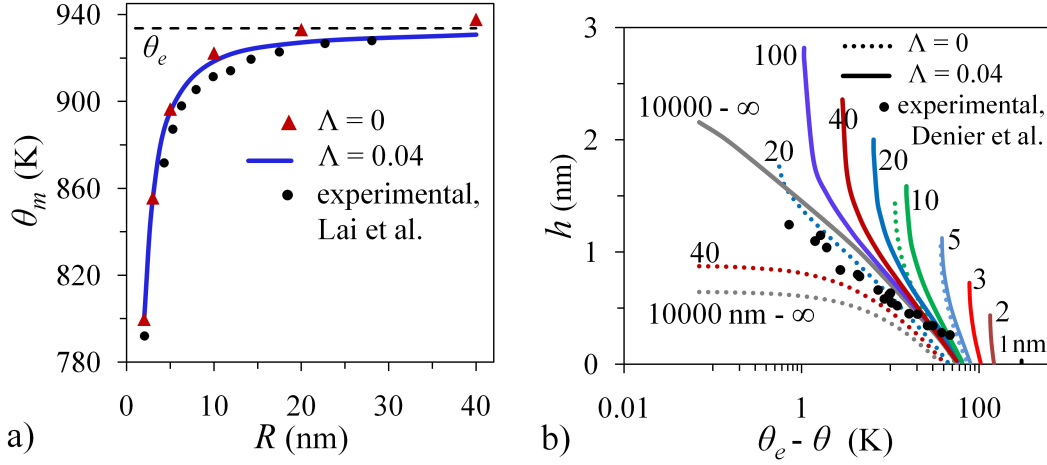 940
900
860
820
780
θm (K)
θe
Λ = 0
Λ = 0.04
experimental,
Lai et al.
0 10 20 30 40
R (nm)
a)
3
2
1
0
h (nm)
Λ = 0
Λ = 0.04
experimental,
Denier et al.
100
10000 - ∞
40
20
20
10
5
40
3
2
10000 nm - ∞
1 nm
0.01 1 100
θe - θ (K)
b)